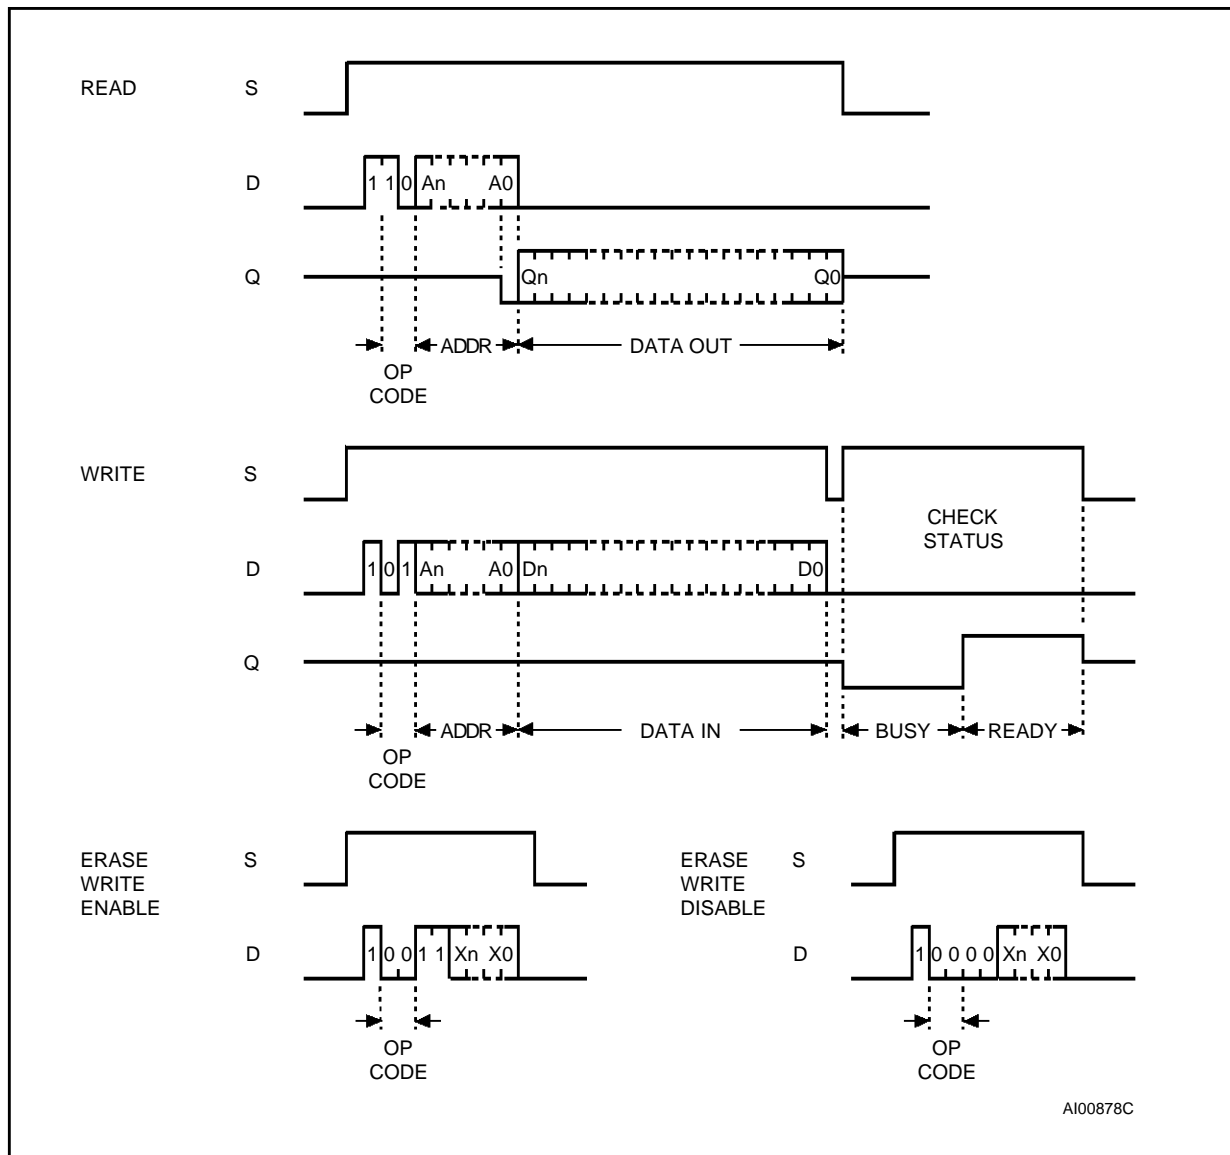 READ S
D 1 1 0 An A0
Q Qn Q0
ADDR DATA OUT
OP
CODE
WRITE S
CHECK
STATUS
D 1 0 1 An A0 Dn D0
Q
ADDR DATA IN BUSY READY
OP
CODE
ERASE
WRITE
ENABLE
S
D 1 0 0 1 1 Xn X0
OP
CODE
ERASE
WRITE
DISABLE
S
D 1 0 0 0 0 Xn X0
OP
CODE
AI00878C